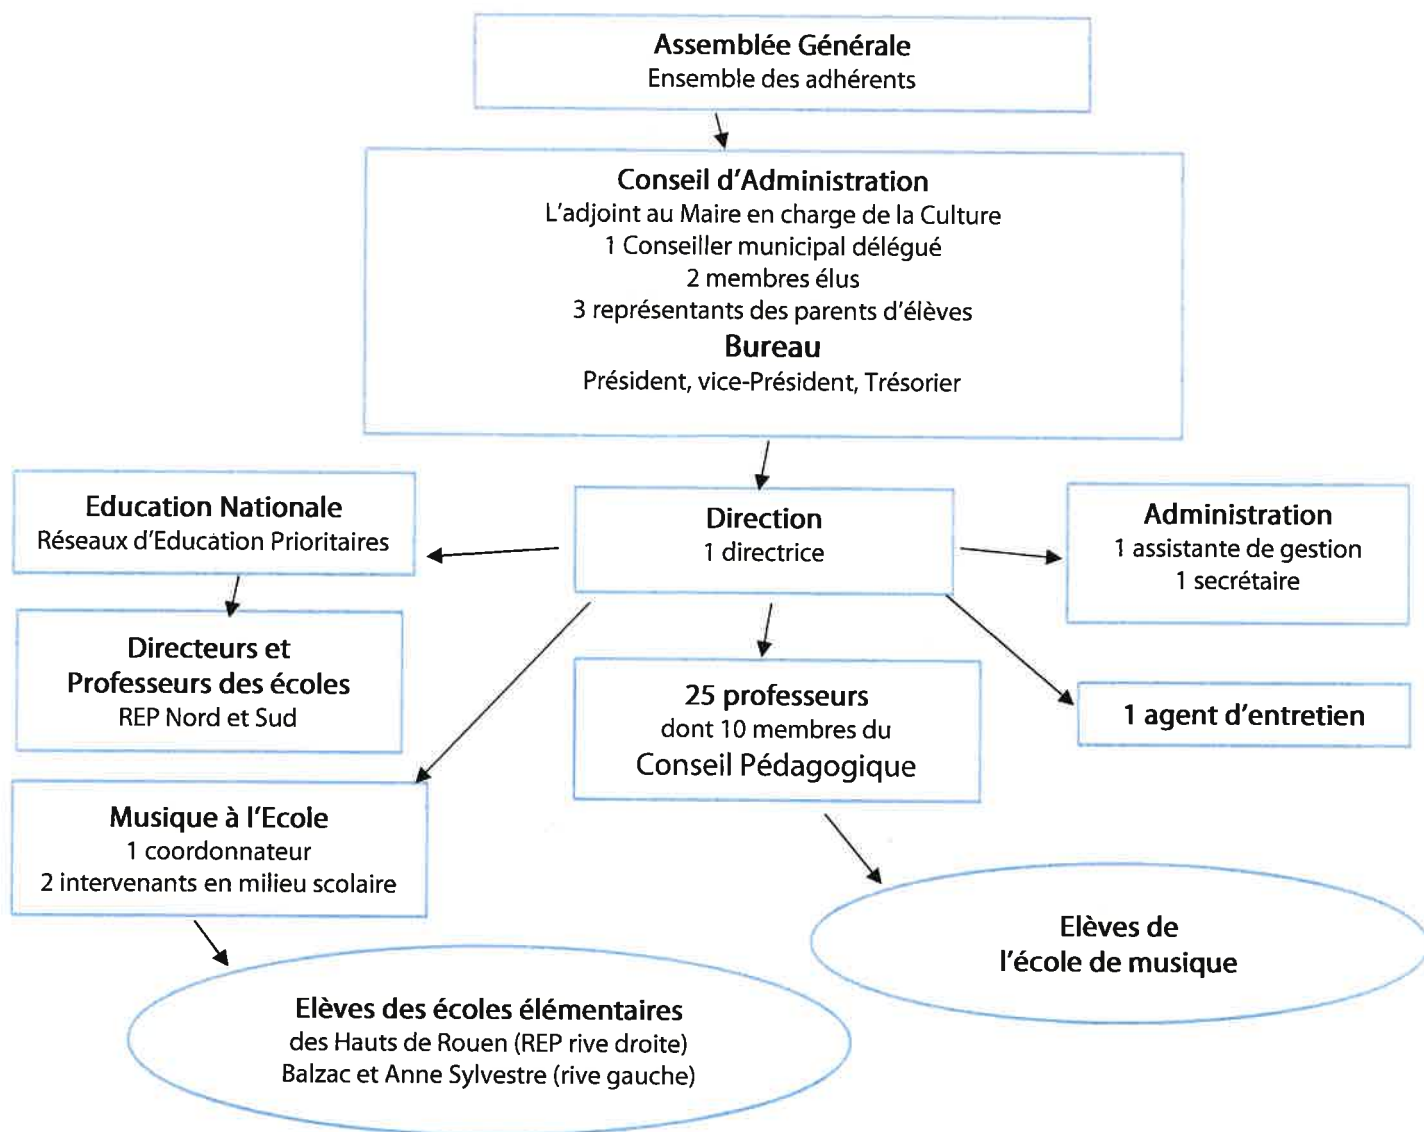 Assemblée Générale
Ensemble des adhérents
Conseil d'Administration
L'adjoint au Maire en charge de la Culture
1 Conseiller municipal délégué
2 membres élus
3 représentants des parents d'élèves
Bureau
Président, vice-Président, Trésorier
Education Nationale
Réseaux d'Education Prioritaires
Direction
1 directrice
Administration
1 assistante de gestion
1 secrétaire
Directeurs et
Professeurs des écoles
REP Nord et Sud
25 professeurs
dont 10 membres du
Conseil Pédagogique
1 agent d'entretien
Musique à l'Ecole
1 coordonnateur
2 intervenants en milieu scolaire
Elèves de
l'école de musique
Elèves des écoles élémentaires
des Hauts de Rouen (REP rive droite)
Balzac et Anne Sylvestre (rive gauche)